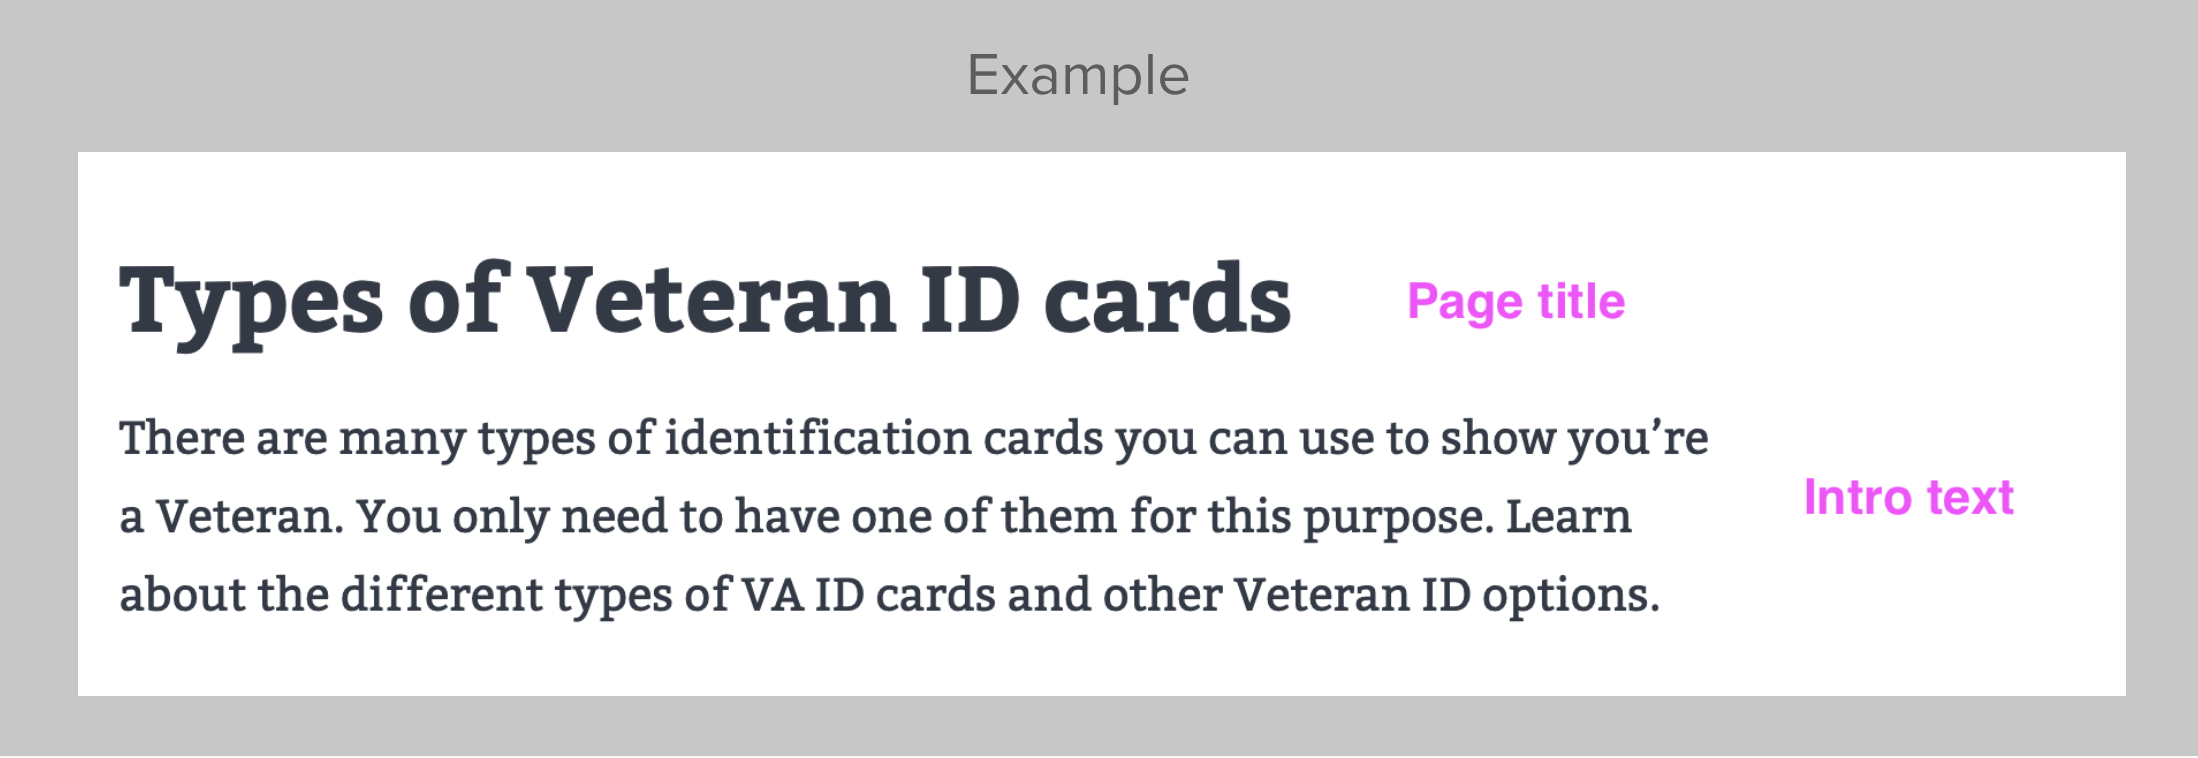 Example
Types of Veteran ID cards
Page title
There are many types of identification cards you can use to show you’re
a Veteran. You only need to have one of them for this purpose. Learn
Intro text
about the different types of VA ID cards and other Veteran ID options.